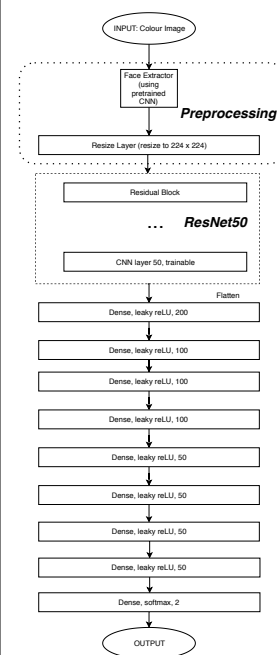 INPUT: Colour Image
Face Extractor
(using
pretrained
CNN)
Preprocessing
Resize Layer (resize to 224 x 224)
Residual Block
...
ResNet50
CNN layer 50, trainable
Flatten
Dense, leaky reLU, 200
Dense, leaky reLU, 100
Dense, leaky reLU, 100
Dense, leaky reLU, 100
Dense, leaky reLU, 50
Dense, leaky reLU, 50
Dense, leaky reLU, 50
Dense, leaky reLU, 50
Dense, softmax, 2
OUTPUT